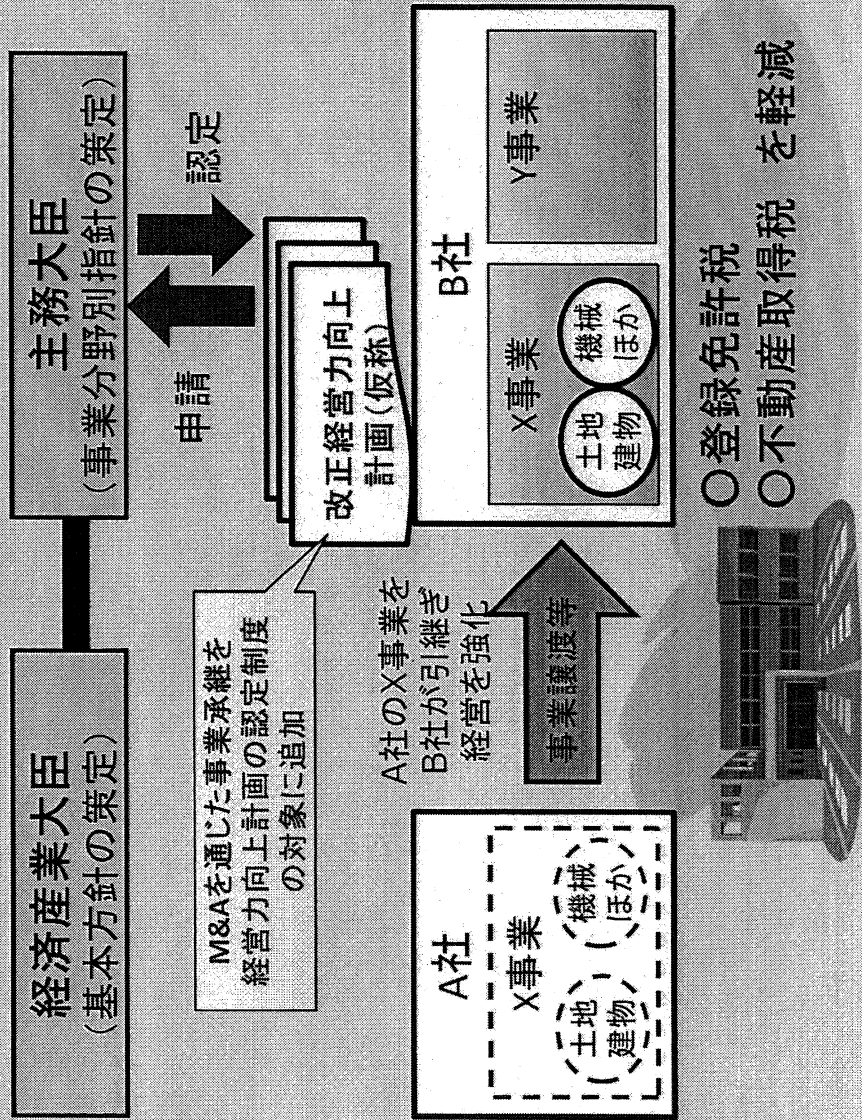 経済産業大臣
(基本方針の策定)
主務大臣
(事業分野別指針の策定)
申請
認定
M&Aを通じた事業承継を
経営力向上計画の認定制度
の対象に追加
改正経営力向上
計画(仮称)
A社
X事業
土地
建物
機械
ほか
A社のX事業を
B社が引継ぎ
経営を強化
事業譲渡等
B社
X事業
土地
建物
機械
ほか
Y事業
〇登録免許税
〇不動産取得税 を軽減